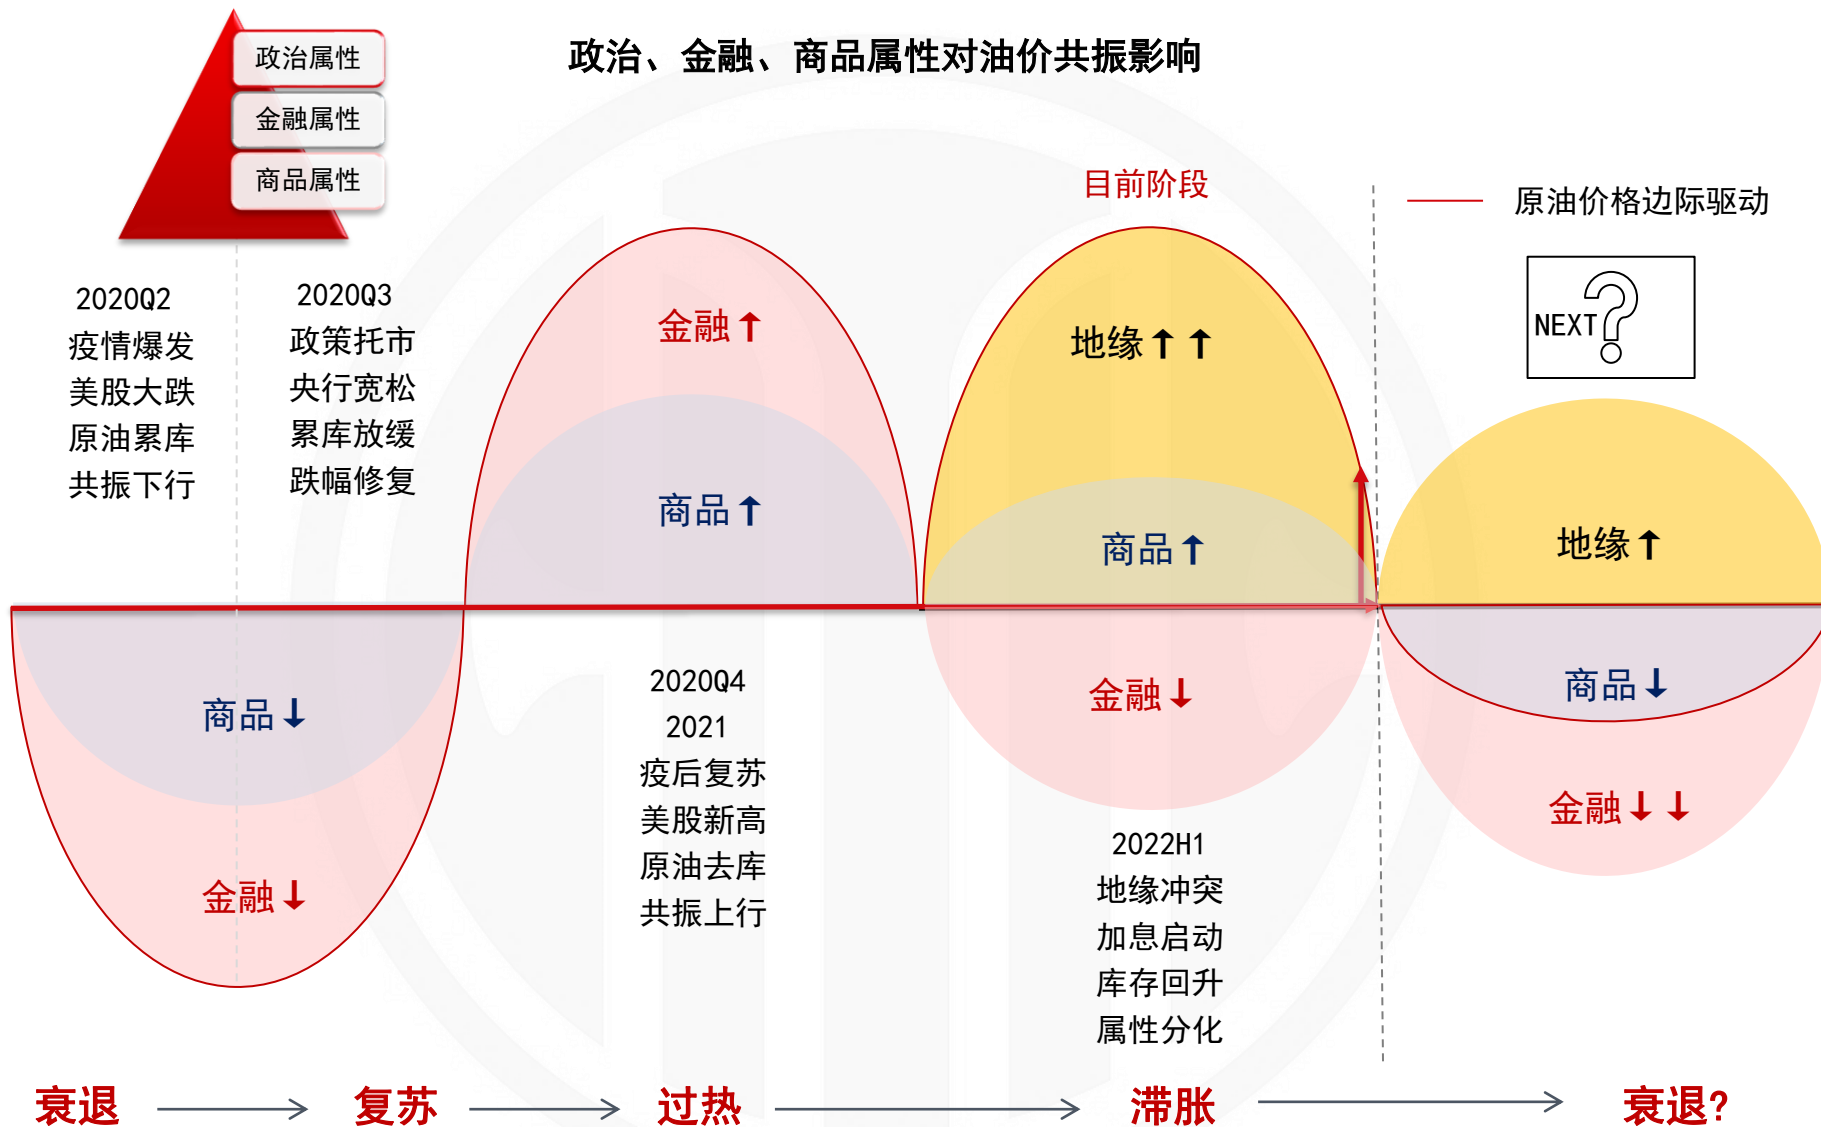 政治、金融、商品属性对油价共振影响
政治属性
金融属性
商品属性
目前阶段
原油价格边际驱动
NEXT?
2020Q2
疫情爆发
美股大跌
原油累库
共振下行
2020Q3
政策托市
央行宽松
累库放缓
跌幅修复
金融↑
商品↑
地缘↑↑
商品↑
地缘↑
商品↓
金融↓
2020Q4
2021
疫后复苏
美股新高
原油去库
共振上行
金融↓
2022H1
地缘冲突
加息启动
库存回升
属性分化
商品↓
金融↓↓
衰退
复苏
过热
滞胀
衰退?